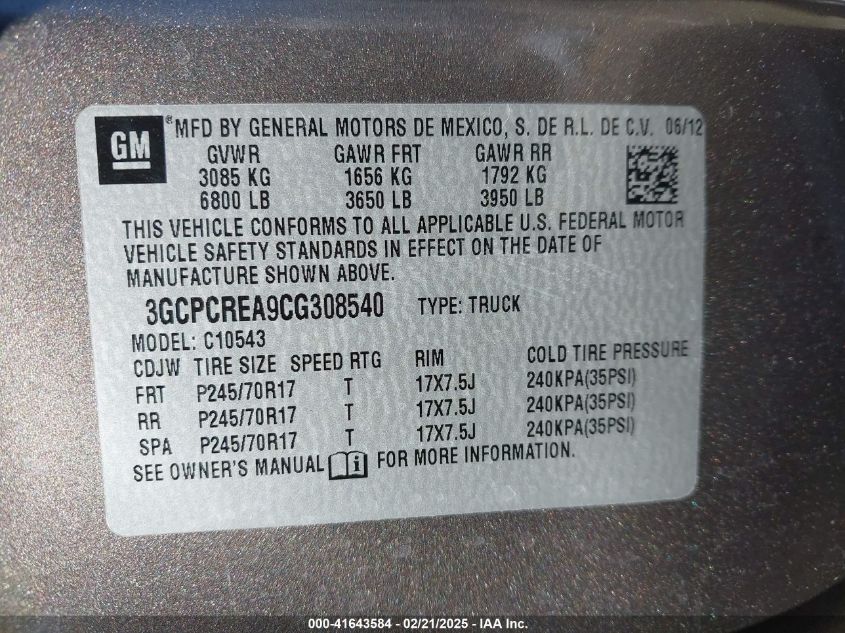 GM ® MFD BY GENERAL MOTORS DE MEXICO, S. DE R.L. DE C.V. 06/12
GVWR GAWR FRT GAWR RR
3085 KG 1656 KG 1792 KG
6800 LB 3650 LB 3950 LB
THIS VEHICLE CONFORMS TO ALL APPLICABLE U.S. FEDERAL MOTOR
VEHICLE SAFETY STANDARDS IN EFFECT ON THE DATE OF
MANUFACTURE SHOWN ABOVE.
3GCPCREA9CG308540 TYPE: TRUCK
MODEL: C10543
CDJW TIRE SIZE SPEED RTG RIM COLD TIRE PRESSURE
FRT P245/70R17 T 17X7.5J 240KPA(35PSI)
RR P245/70R17 T 17X7.5J 240KPA(35PSI)
SPA P245/70R17 T 17X7.5J 240KPA(35PSI)
SEE OWNER'S MANUAL i FOR MORE INFORMATION.
000-41643584 - 02/21/2025 - IAA Inc.